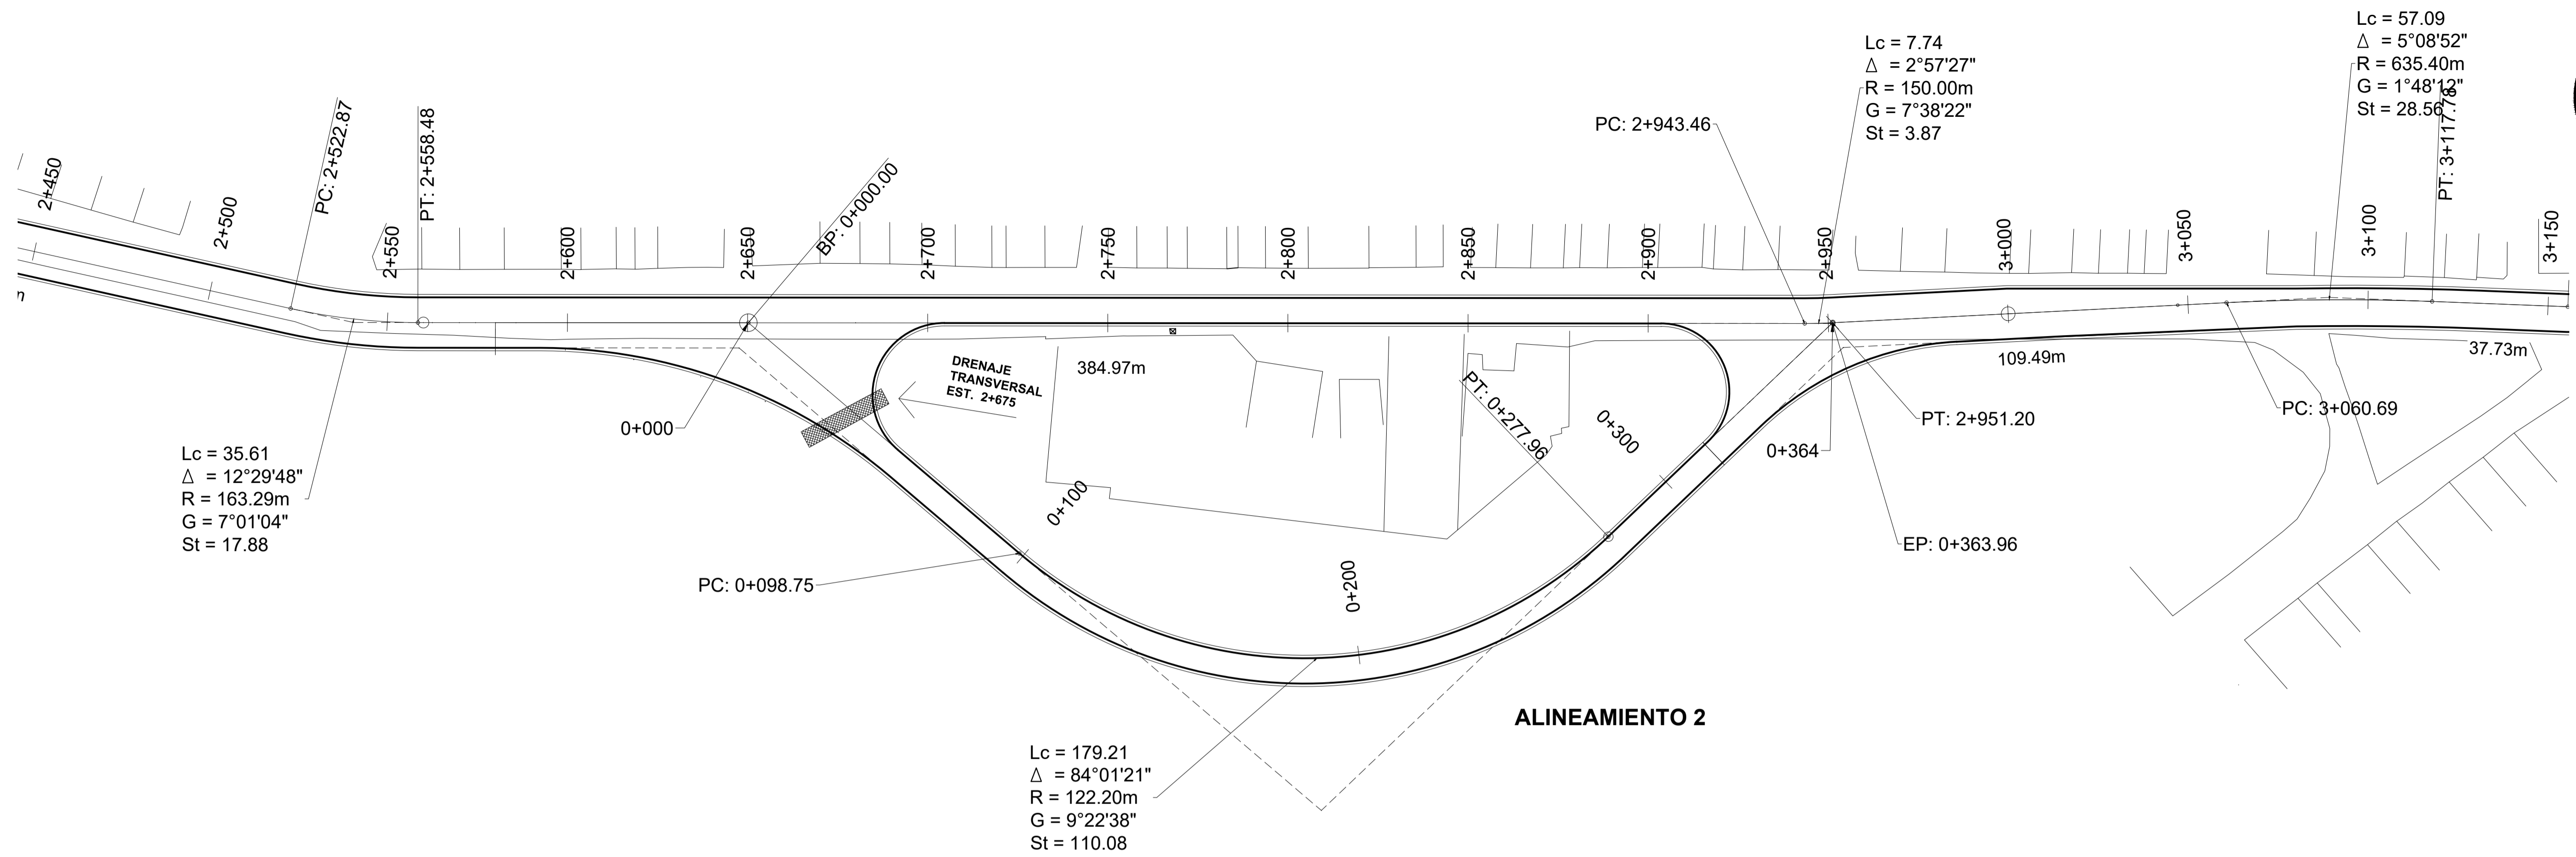 Lc = 57.09
Δ = 5°08'52"
R = 635.40m
G = 1°48'12"
St = 28.56
PT: 3+117.78
Lc = 7.74
Δ = 2°57'27"
R = 150.00m
G = 7°38'22"
St = 3.87
PC: 2+943.46
PC: 2+522.87
PT: 2+558.48
BP: 0+000.00
2+450
2+500
2+550
2+600
2+650
2+700
2+750
2+800
2+850
2+900
2+950
3+000
3+050
3+100
3+150
n
DRENAJE
TRANSVERSAL
EST. 2+675
384.97m
109.49m
37.73m
PT: 0+277.96
0+300
0+000
0+364
PT: 2+951.20
PC: 3+060.69
Lc = 35.61
Δ = 12°29'48"
R = 163.29m
G = 7°01'04"
St = 17.88
0+100
PC: 0+098.75
0+200
EP: 0+363.96
ALINEAMIENTO 2
Lc = 179.21
Δ = 84°01'21"
R = 122.20m
G = 9°22'38"
St = 110.08